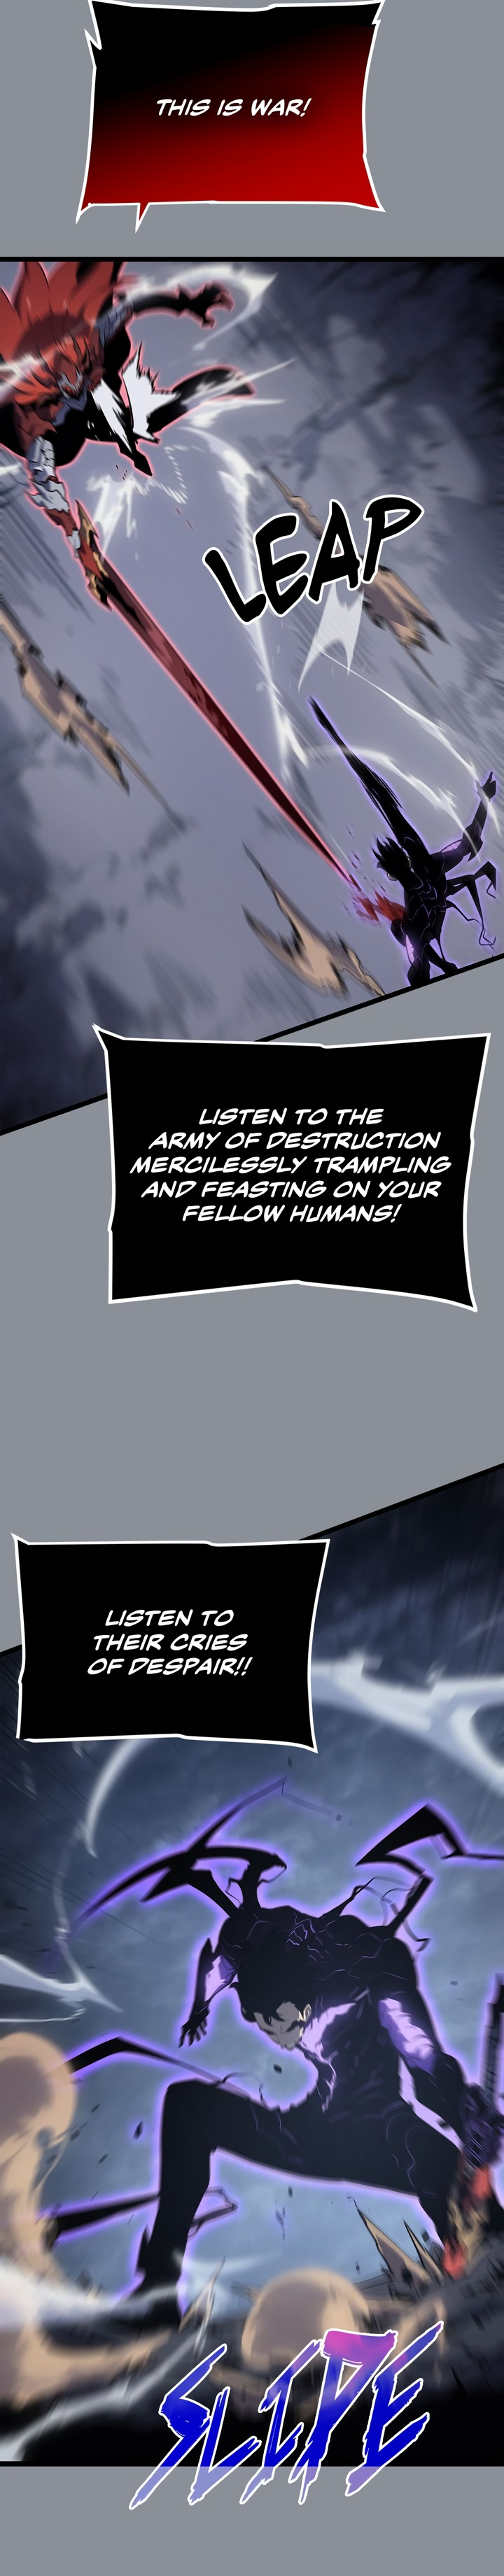 THIS IS WAR!
LEAP
LISTEN TO THE
ARMY OF DESTRUCTION
MERCILESSLY TRAMPLING
AND FEASTING ON YOUR
FELLOW HUMANS!
LISTEN TO
THEIR CRIES
OF DESPAIR!!
SLIDE